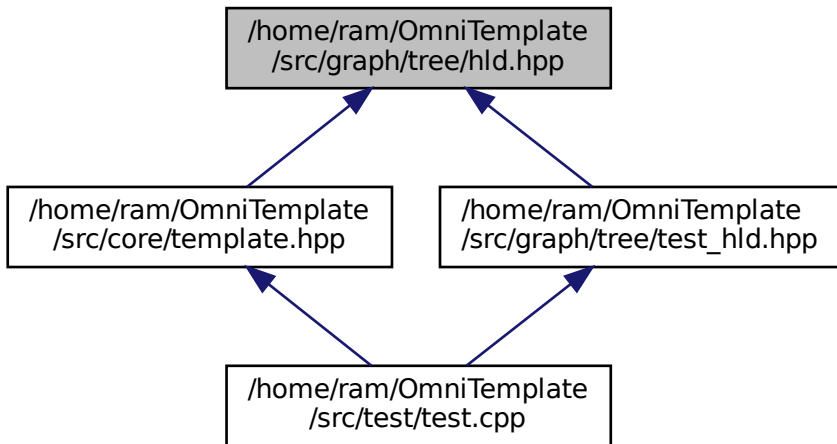 /home/ram/OmniTemplate
/src/graph/tree/hld.hpp
/home/ram/OmniTemplate
/src/core/template.hpp
/home/ram/OmniTemplate
/src/graph/tree/test_hld.hpp
/home/ram/OmniTemplate
/src/test/test.cpp